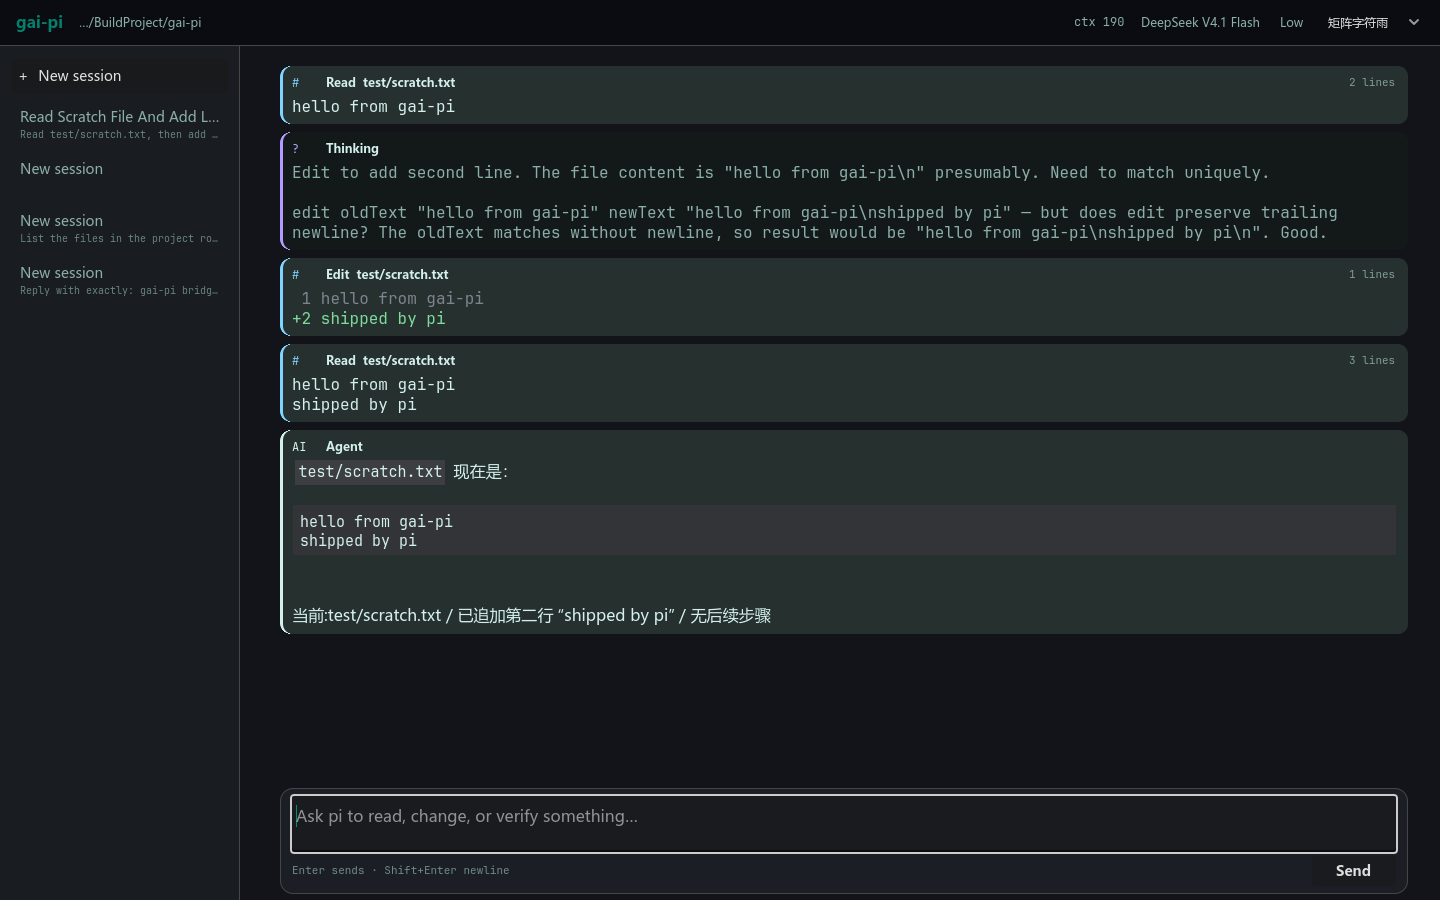 gai-pi .../BuildProject/gai-pi ctx 190 DeepSeek V4.1 Flash Low 矩阵字符雨
+ New session
Read Scratch File And Add L...
Read test/scratch.txt, then add …
New session
New session
List the files in the project ro…
New session
Reply with exactly: gai-pi bridg…
# Read test/scratch.txt 2 lines
hello from gai-pi
? Thinking
Edit to add second line. The file content is "hello from gai-pi\n" presumably. Need to match uniquely.
edit oldText "hello from gai-pi" newText "hello from gai-pi\nshipped by pi" — but does edit preserve trailing
newline? The oldText matches without newline, so result would be "hello from gai-pi\nshipped by pi\n". Good.
# Edit test/scratch.txt 1 lines
1 hello from gai-pi
+2 shipped by pi
# Read test/scratch.txt 3 lines
hello from gai-pi
shipped by pi
AI Agent
test/scratch.txt 现在是：
hello from gai-pi
shipped by pi
当前:test/scratch.txt / 已追加第二行 “shipped by pi” / 无后续步骤
Ask pi to read, change, or verify something...
Enter sends · Shift+Enter newline
Send